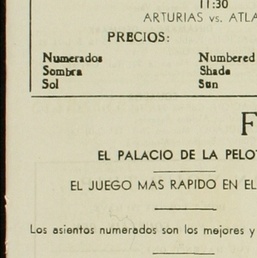 11:30
ARTURIAS vs. ATLA
PRECIOS:
Numerados Numbered
Sombra Shade
Sol Sun
F
EL PALACIO DE LA PELOT
EL JUEGO MAS RAPIDO EN EL
Los asientos numerados son los mejores y